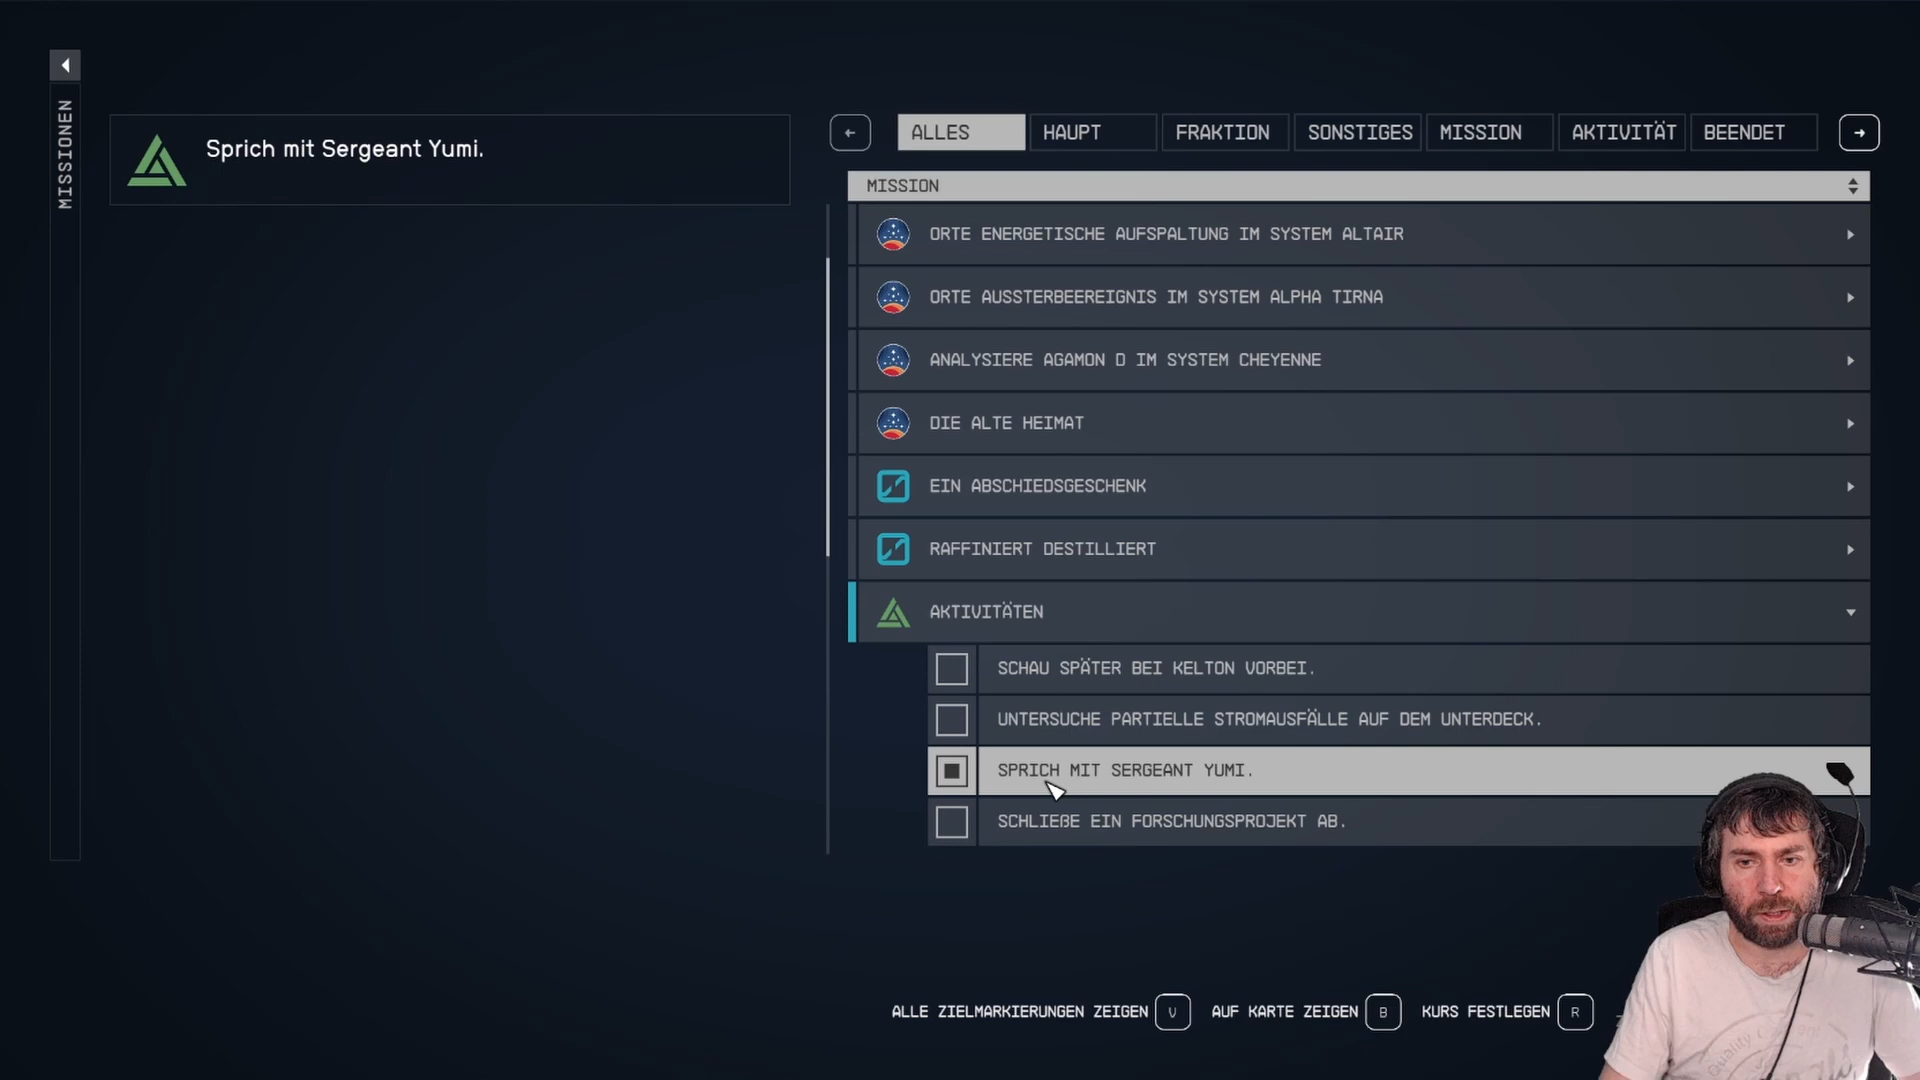 MISSIONEN
Sprich mit Sergeant Yumi.
ALLES
HAUPT
FRAKTION
SONSTIGES
MISSION
AKTIVITÄT
BEENDET
MISSION
ORTE ENERGETISCHE AUFSPALTUNG IM SYSTEM ALTAIR
ORTE AUSSTERBEEREIGNIS IM SYSTEM ALPHA TIRNA
ANALYSIERE AGAMON D IM SYSTEM CHEYENNE
DIE ALTE HEIMAT
EIN ABSCHIEDSGESCHENK
RAFFINIERT DESTILLIERT
AKTIVITÄTEN
SCHAU SPÄTER BEI KELTON VORBEI.
UNTERSUCHE PARTIELLE STROMAUSFÄLLE AUF DEM UNTERDECK.
SPRICH MIT SERGEANT YUMI.
SCHLIEẞE EIN FORSCHUNGSPROJEKT AB.
ALLE ZIELMARKIERUNGEN ZEIGEN V
AUF KARTE ZEIGEN B
KURS FESTLEGEN R
Quality